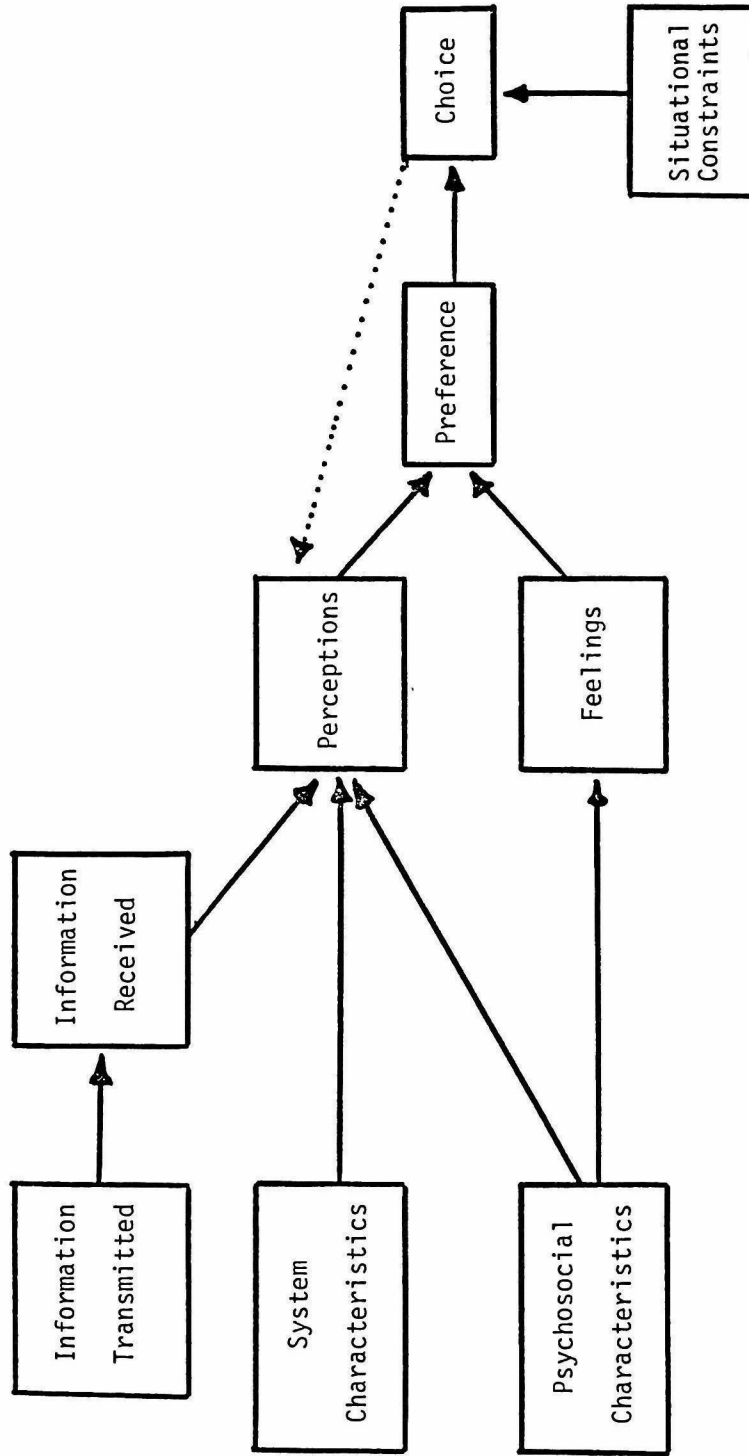 Information
Transmitted
Information
Received
System
Characteristics
Perceptions
Psychosocial
Characteristics
Feelings
Preference
Choice
Situational
Constraints